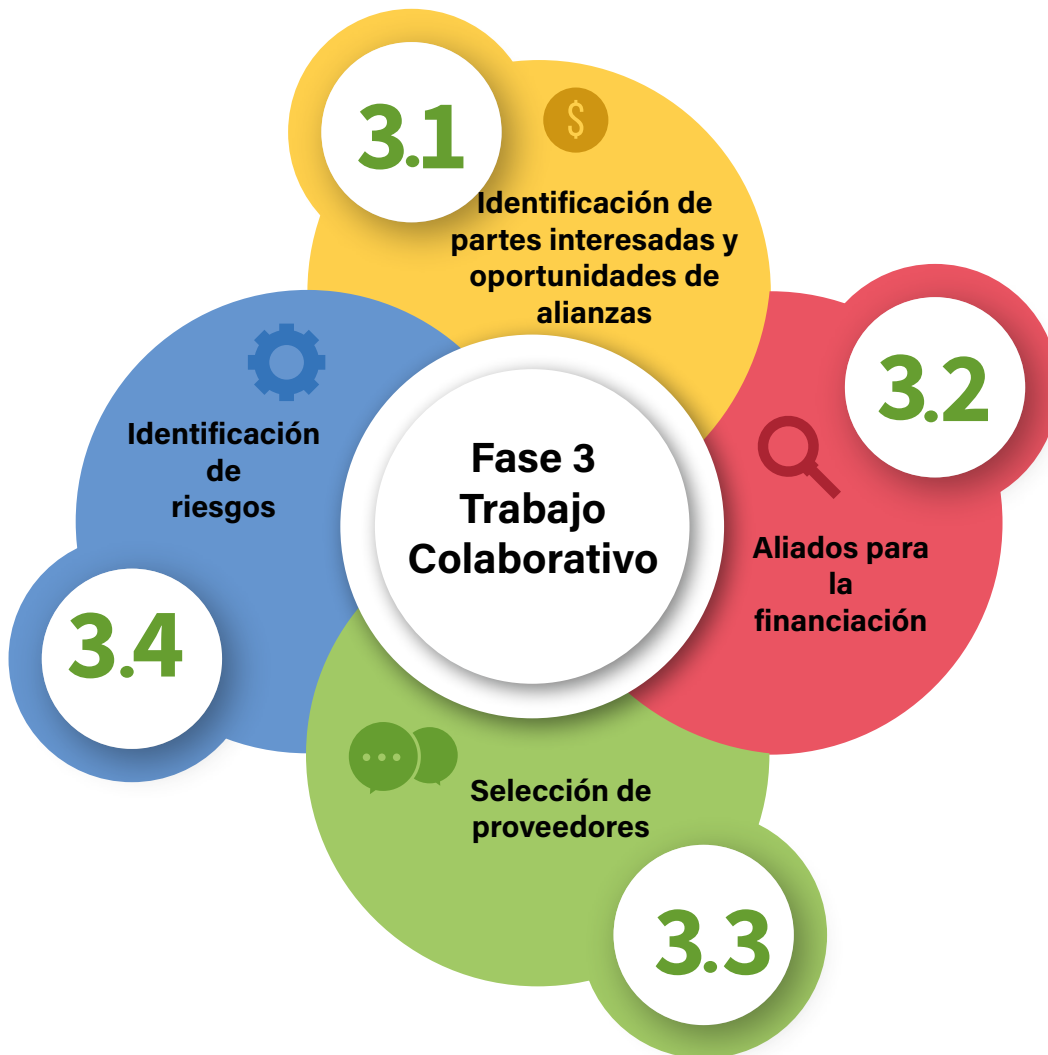 3.1
$
Identificación de
partes interesadas y
oportunidades de
alianzas
3.2
Aliados para
la
financiación
3.3
Selección de
proveedores
3.4
Identificación
de
riesgos
Fase 3
Trabajo
Colaborativo